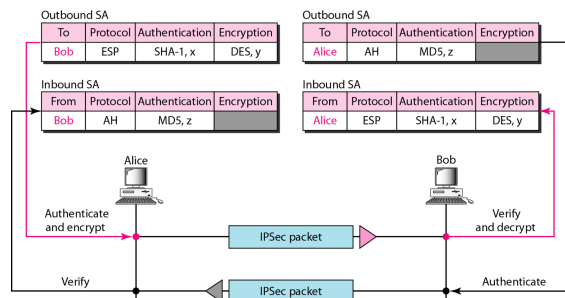 Outbound SA
To Protocol Authentication Encryption
Bob ESP SHA-1, x DES, y
Outbound SA
To Protocol Authentication Encryption
Alice AH MD5, z
Inbound SA
From Protocol Authentication Encryption
Bob AH MD5, z
Inbound SA
From Protocol Authentication Encryption
Alice ESP SHA-1, x DES, y
Alice
Bob
Authenticate
and encrypt
IPSec packet
Verify
and decrypt
Verify
IPSec packet
Authenticate